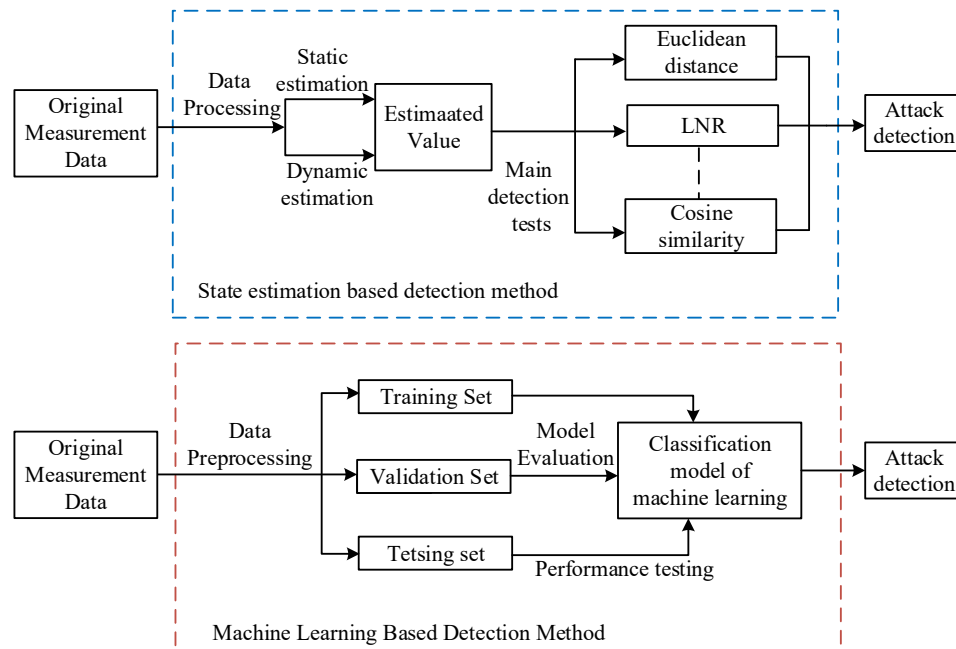 Original
Measurement
Data
Data
Processing
Static
estimation
Dynamic
estimation
Estimaated
Value
Main
detection
tests
Euclidean
distance
LNR
Cosine
similarity
Attack
detection
State estimation based detection method
Original
Measurement
Data
Data
Preprocessing
Training Set
Validation Set
Tetsing set
Model
Evaluation
Performance testing
Classification
model of
machine learning
Attack
detection
Machine Learning Based Detection Method